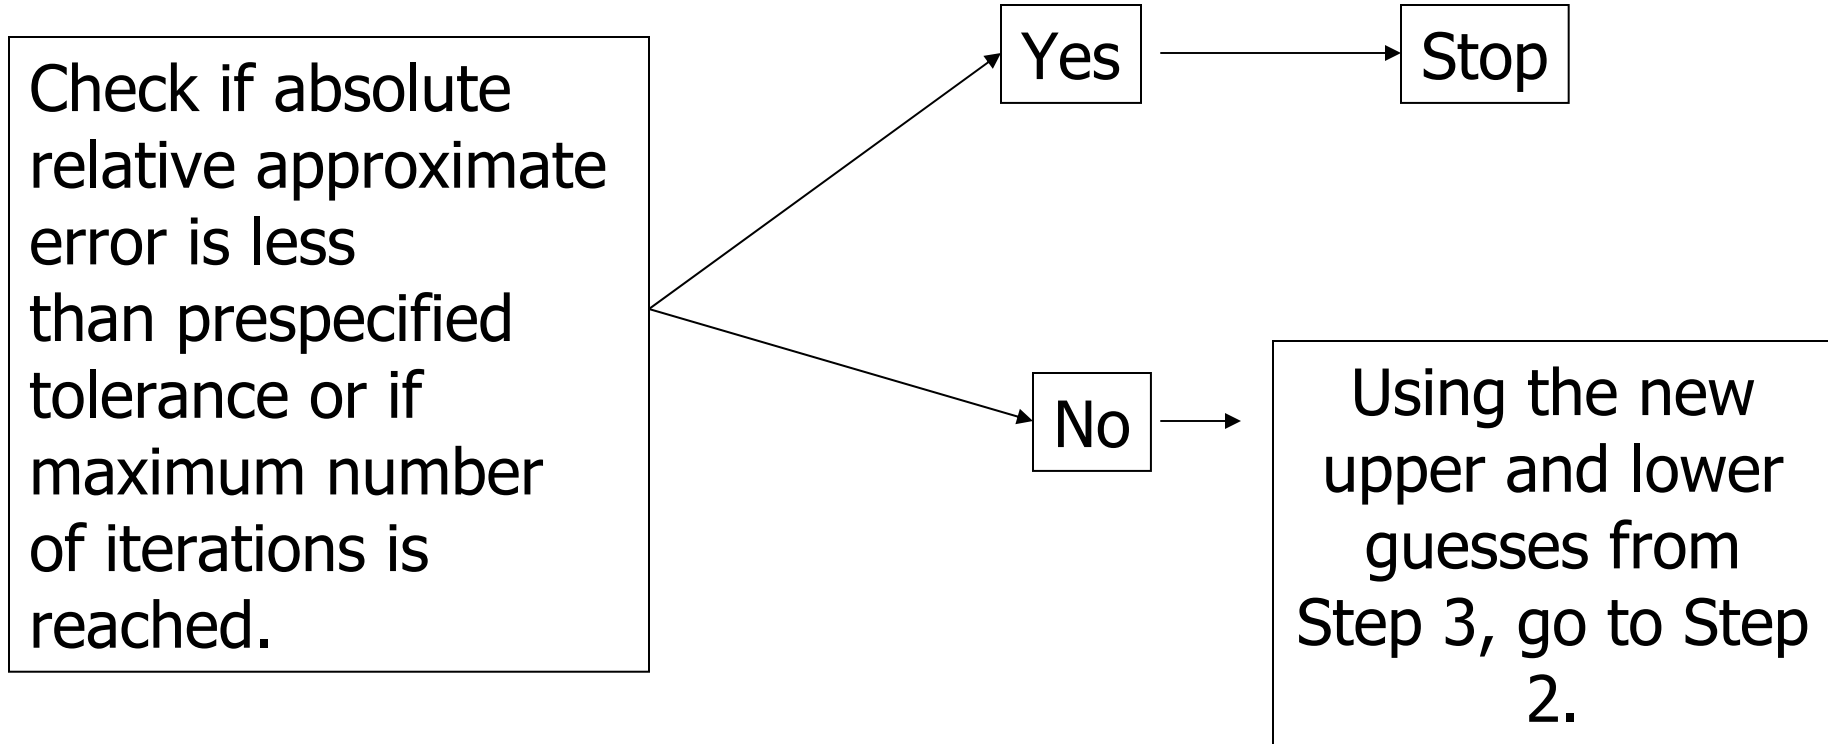 Check if absolute
relative approximate
error is less
than prespecified
tolerance or if
maximum number
of iterations is
reached.
Yes
Stop
No
Using the new
upper and lower
guesses from
Step 3, go to Step
2.